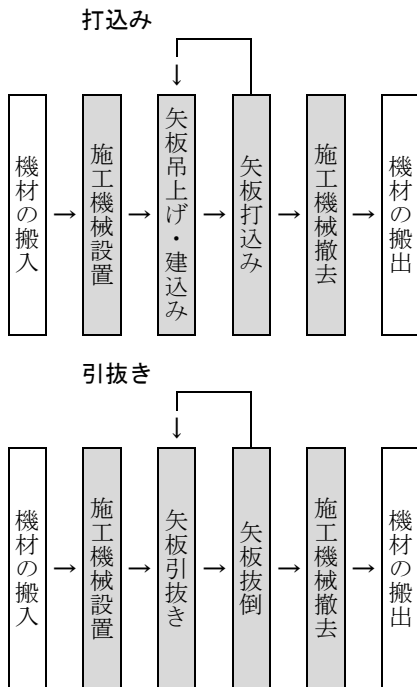 打込み
機材の搬入
→
施工機械設置
→
矢板吊上げ・建込み
→
矢板打込み
→
施工機械撤去
→
機材の搬出
引抜き
機材の搬入
→
施工機械設置
→
矢板引抜き
→
矢板抜倒
→
施工機械撤去
→
機材の搬出